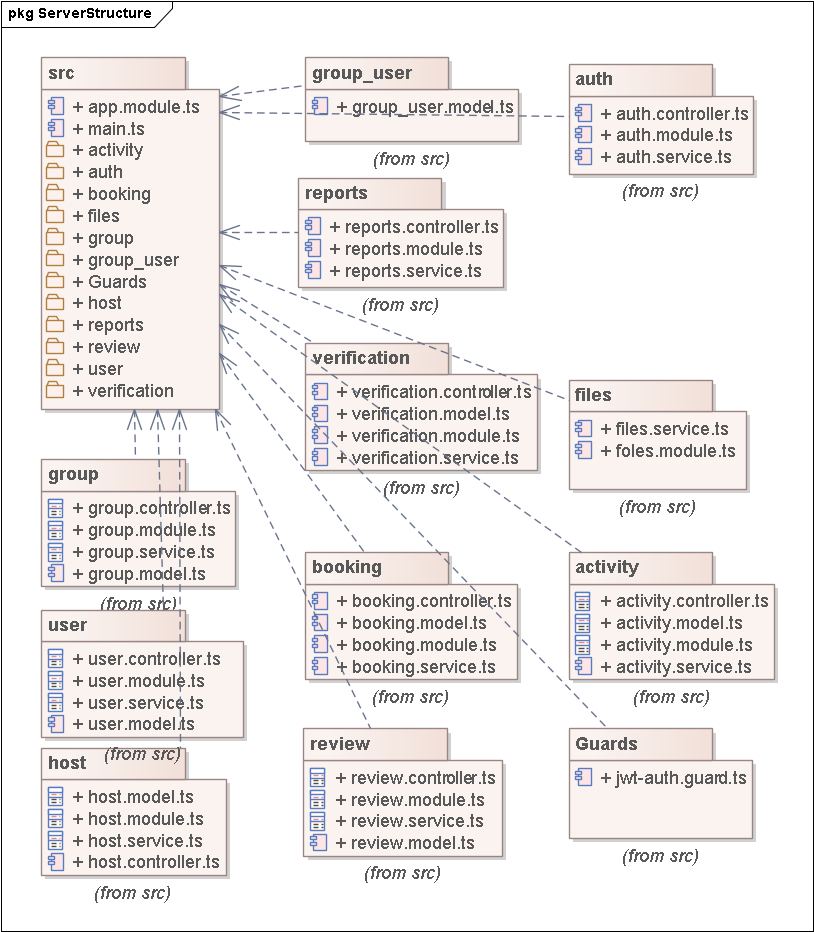 pkg ServerStructure
src
+ app.module.ts
+ main.ts
+ activity
+ auth
+ booking
+ files
+ group
+ group_user
+ Guards
+ host
+ reports
+ review
+ user
+ verification
group_user
+ group_user.model.ts
(from src)
auth
+ auth.controller.ts
+ auth.module.ts
+ auth.service.ts
(from src)
reports
+ reports.controller.ts
+ reports.module.ts
+ reports.service.ts
(from src)
verification
+ verification.controller.ts
+ verification.model.ts
+ verification.module.ts
+ verification.service.ts
(from src)
files
+ files.service.ts
+ foles.module.ts
(from src)
group
+ group.controller.ts
+ group.module.ts
+ group.service.ts
+ group.model.ts
(from src)
booking
+ booking.controller.ts
+ booking.model.ts
+ booking.module.ts
+ booking.service.ts
(from src)
activity
+ activity.controller.ts
+ activity.model.ts
+ activity.module.ts
+ activity.service.ts
(from src)
user
+ user.controller.ts
+ user.module.ts
+ user.service.ts
+ user.model.ts
(from src)
host
+ host.model.ts
+ host.module.ts
+ host.service.ts
+ host.controller.ts
(from src)
review
+ review.controller.ts
+ review.module.ts
+ review.service.ts
+ review.model.ts
(from src)
Guards
+ jwt-auth.guard.ts
(from src)